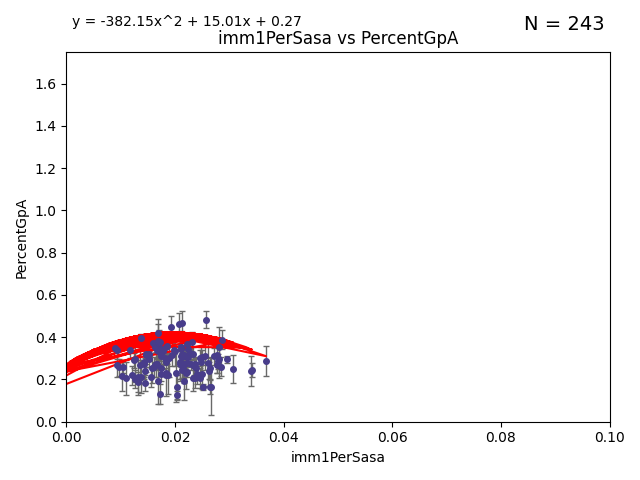 y = -382.15x^2 + 15.01x + 0.27
N = 243
imm1PerSasa vs PercentGpA
1.6
1.4
1.2
1.0
0.8
0.6
0.4
0.2
0.0
PercentGpA
0.00 0.02 0.04 0.06 0.08 0.10
imm1PerSasa